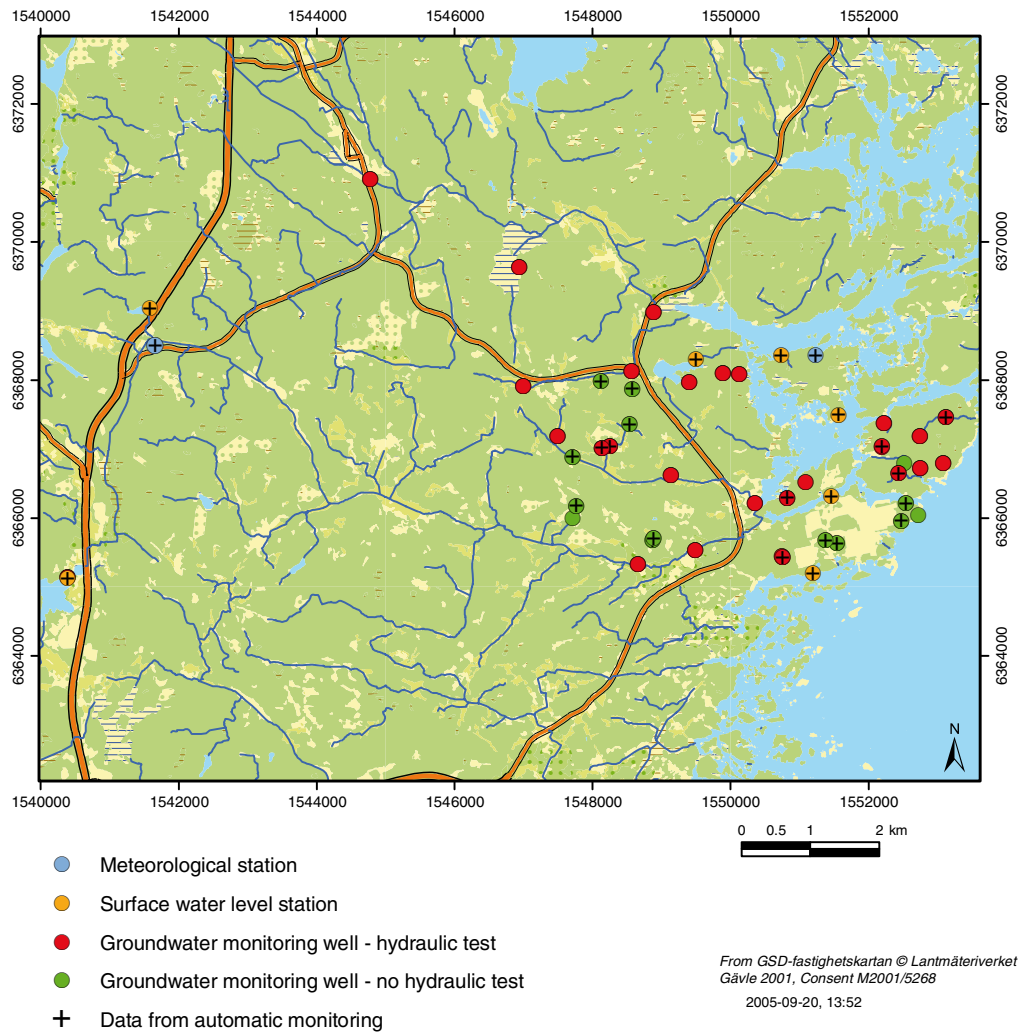 1540000 1542000 1544000 1546000 1548000 1550000 1552000
6372000 6372000
6370000 6370000
6368000 6368000
6366000 6366000
6364000 6364000
N
1540000 1542000 1544000 1546000 1548000 1550000 1552000
0 0.5 1 2 km
Meteorological station
Surface water level station
Groundwater monitoring well - hydraulic test
Groundwater monitoring well - no hydraulic test
Data from automatic monitoring
From GSD-fastighetskartan © Lantmäteriverket
Gävle 2001, Consent M2001/5268
2005-09-20, 13:52